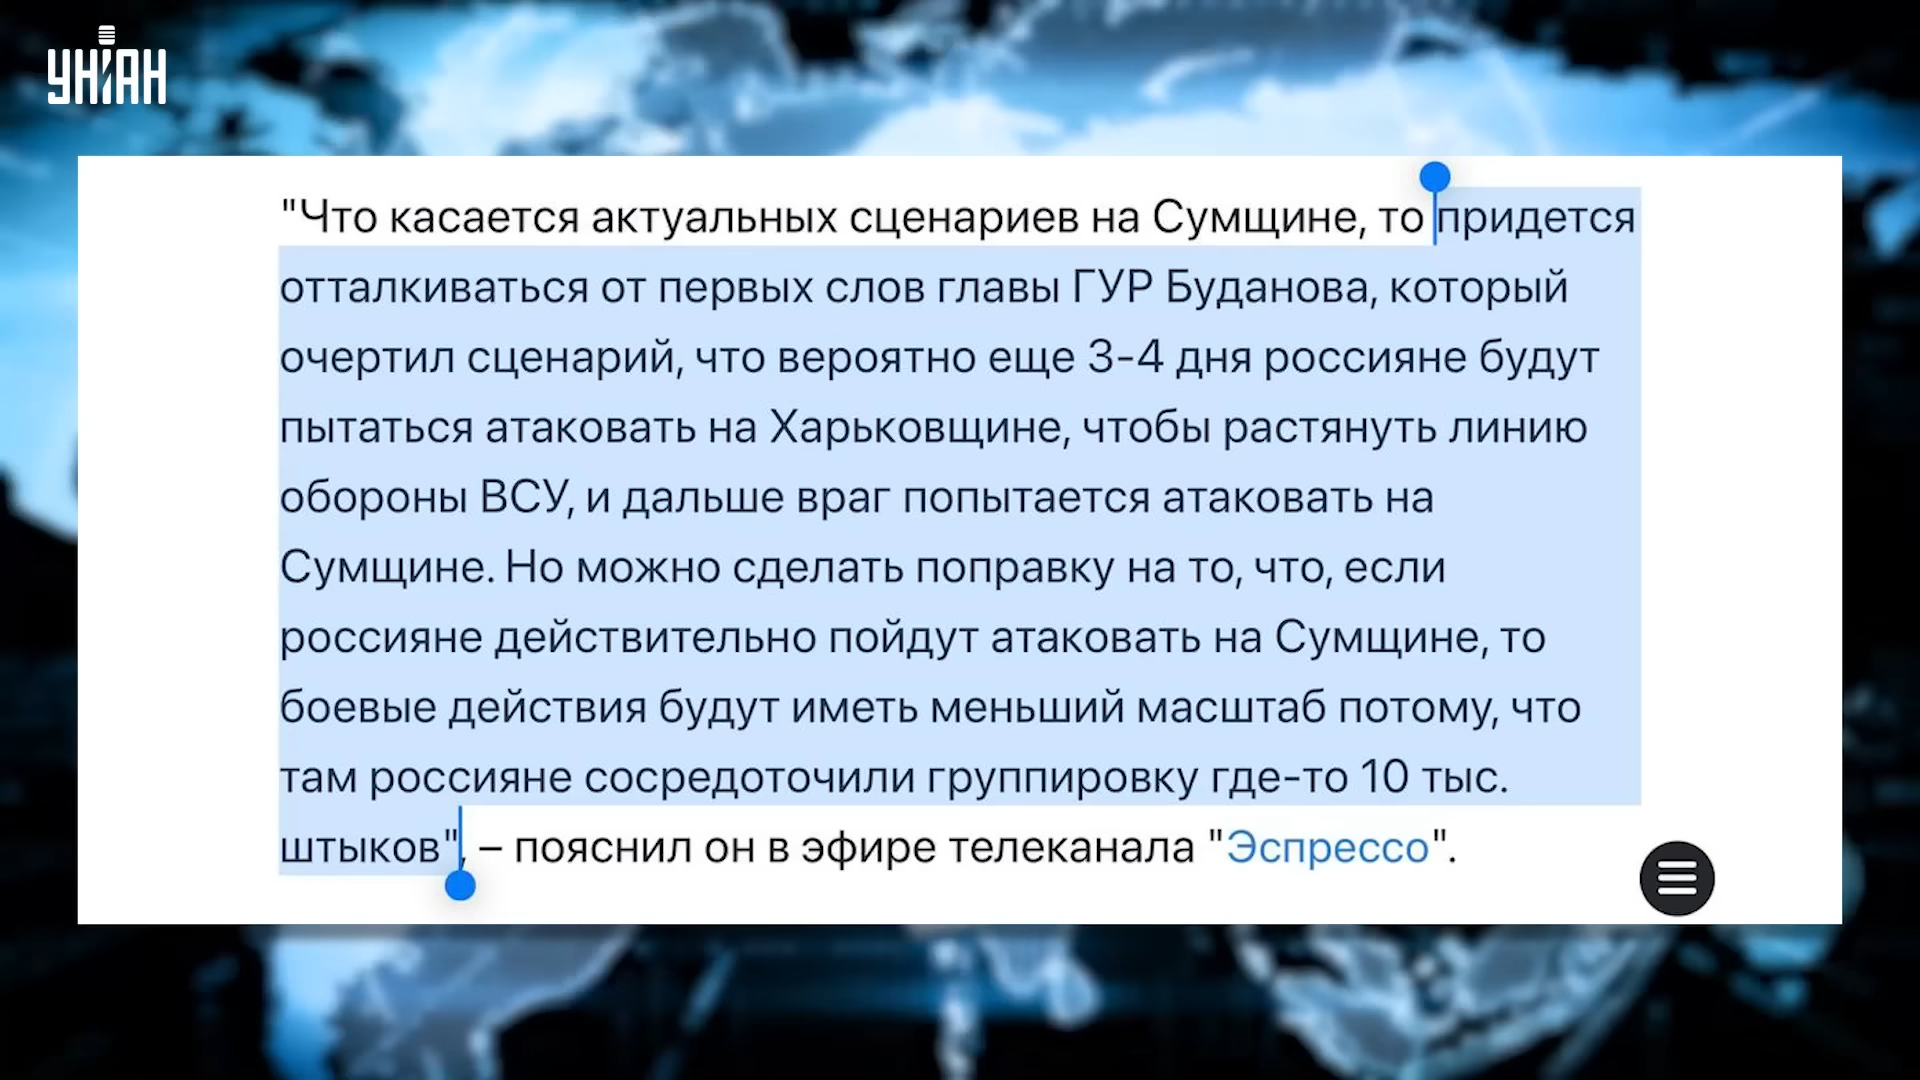 УНІАН
"Что касается актуальных сценариев на Сумщине, то придется
отталкиваться от первых слов главы ГУР Буданова, который
очертил сценарий, что вероятно еще 3-4 дня россияне будут
пытаться атаковать на Харьковщине, чтобы растянуть линию
обороны ВСУ, и дальше враг попытается атаковать на
Сумщине. Но можно сделать поправку на то, что, если
россияне действительно пойдут атаковать на Сумщине, то
боевые действия будут иметь меньший масштаб потому, что
там россияне сосредоточили группировку где-то 10 тыс.
штыков", – пояснил он в эфире телеканала "Эспрессо".